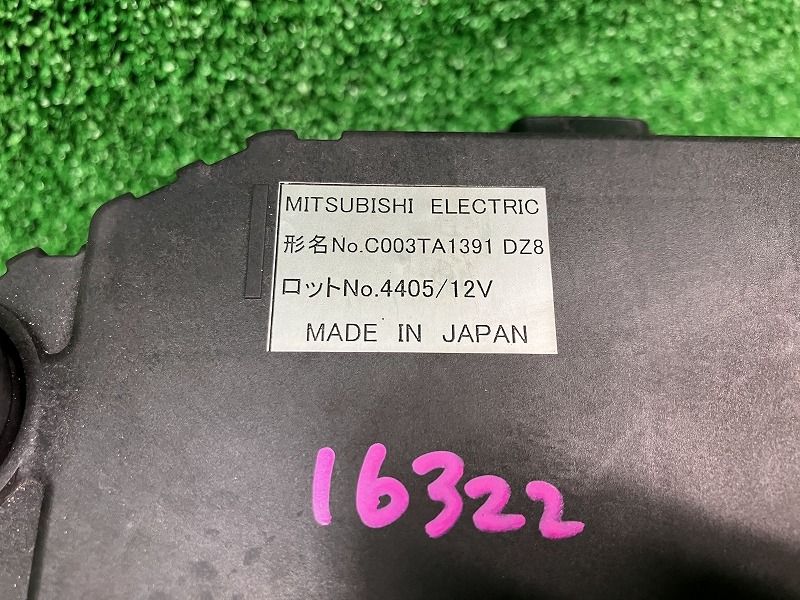 MITSUBISHI ELECTRIC
形名No.C003TA1391 DZ8
ロットNo.4405/12V
MADE IN JAPAN
16322